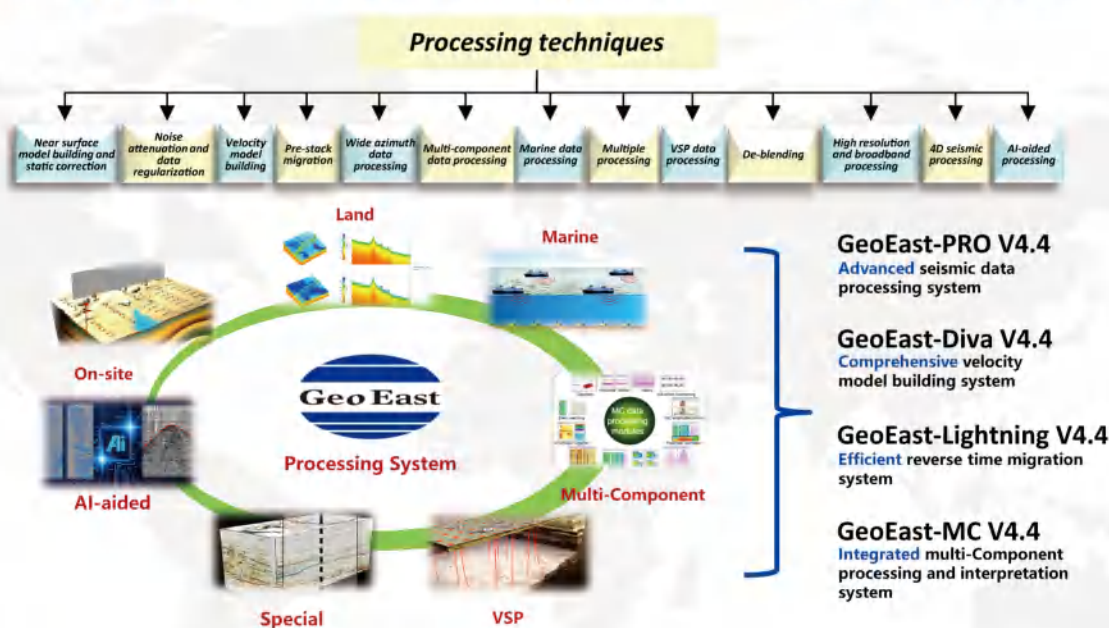 Processing techniques
Near surface
model building and
static correction
Noise
attenuation and
data
regularization
Velocity
model
building
Pre-stack
migration
Wide azimuth
data
processing
Multi-component
data processing
Marine data
processing
Multiple
processing
VSP data
processing
De-blending
High resolution
and broadband
processing
4D seismic
processing
AI-aided
processing
Land
Marine
On-site
Geo East
Processing System
MC data
processing
modules
Ai
AI-aided
Multi-Component
Special
VSP
GeoEast-PRO V4.4
Advanced seismic data
processing system
GeoEast-Diva V4.4
Comprehensive velocity
model building system
GeoEast-Lightning V4.4
Efficient reverse time migration
system
GeoEast-MC V4.4
Integrated multi-Component
processing and interpretation
system